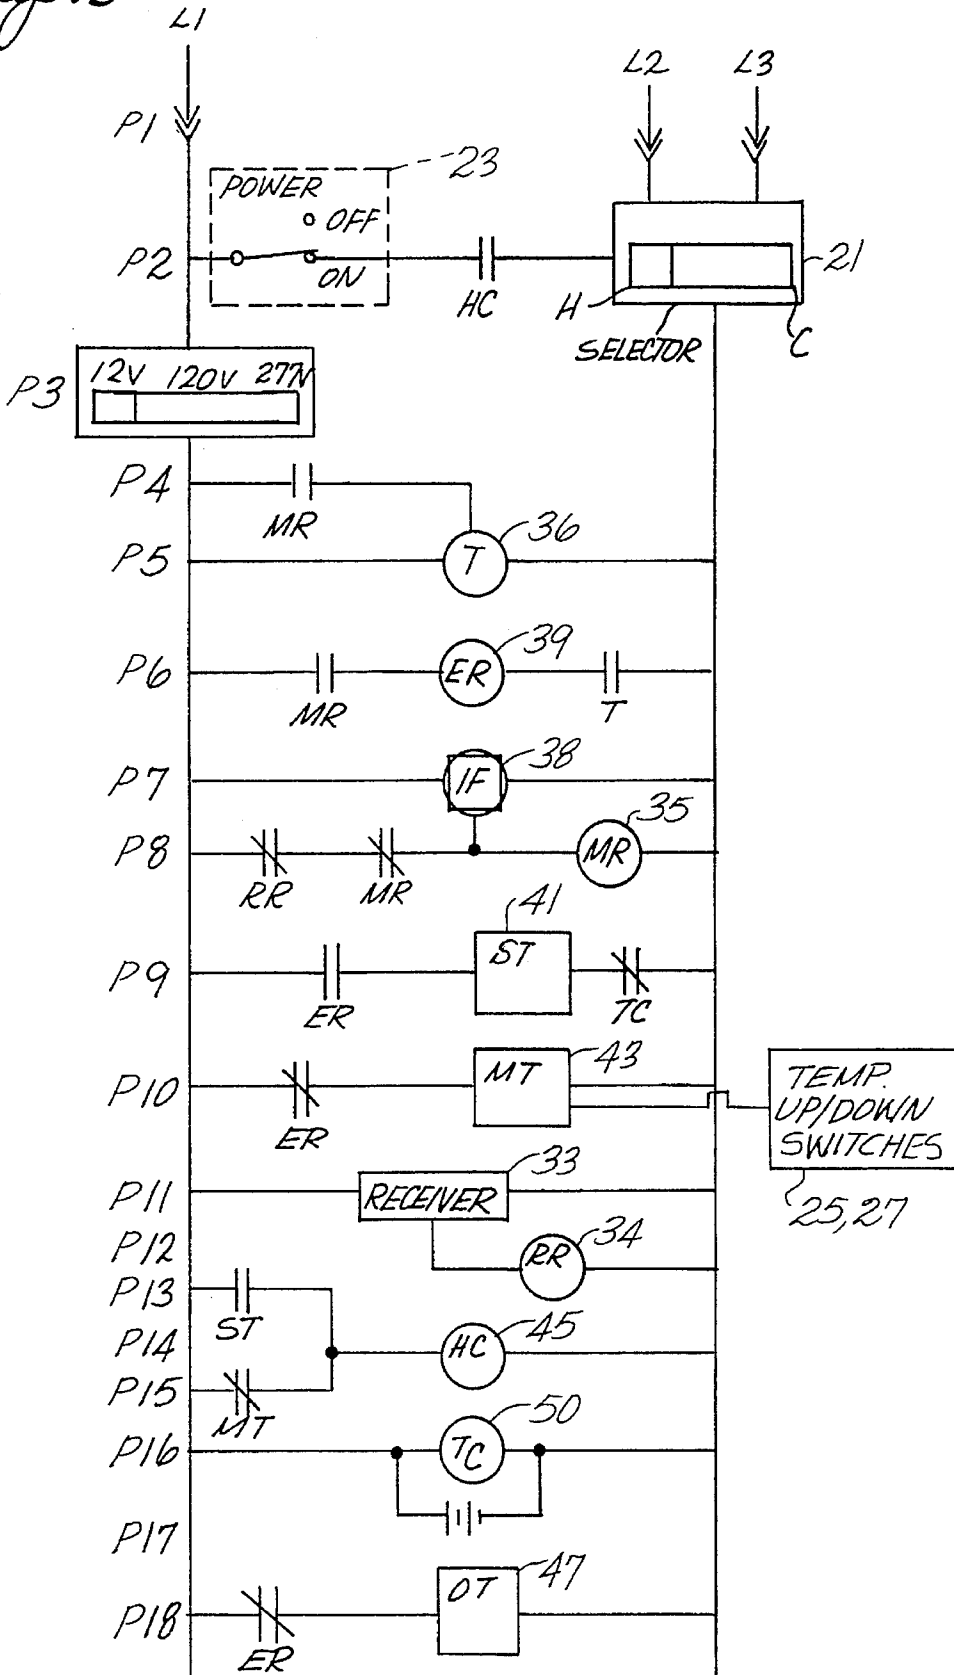 L1
L2 L3
P1
23
POWER
OFF
P2
ON
HC
21
H
SELECTOR
C
P3
12V 120V 277V
P4
MR
36
P5
T
39
P6
ER
MR
T
38
P7
IF
35
P8
MR
RR
MR
41
P9
ST
ER
TC
43
P10
MT
ER
TEMP.
UP/DOWN
SWITCHES
25,27
33
P11
RECEIVER
P12
RR
34
P13
ST
P14
HC
45
P15
MT
50
P16
TC
P17
47
OT
P18
ER